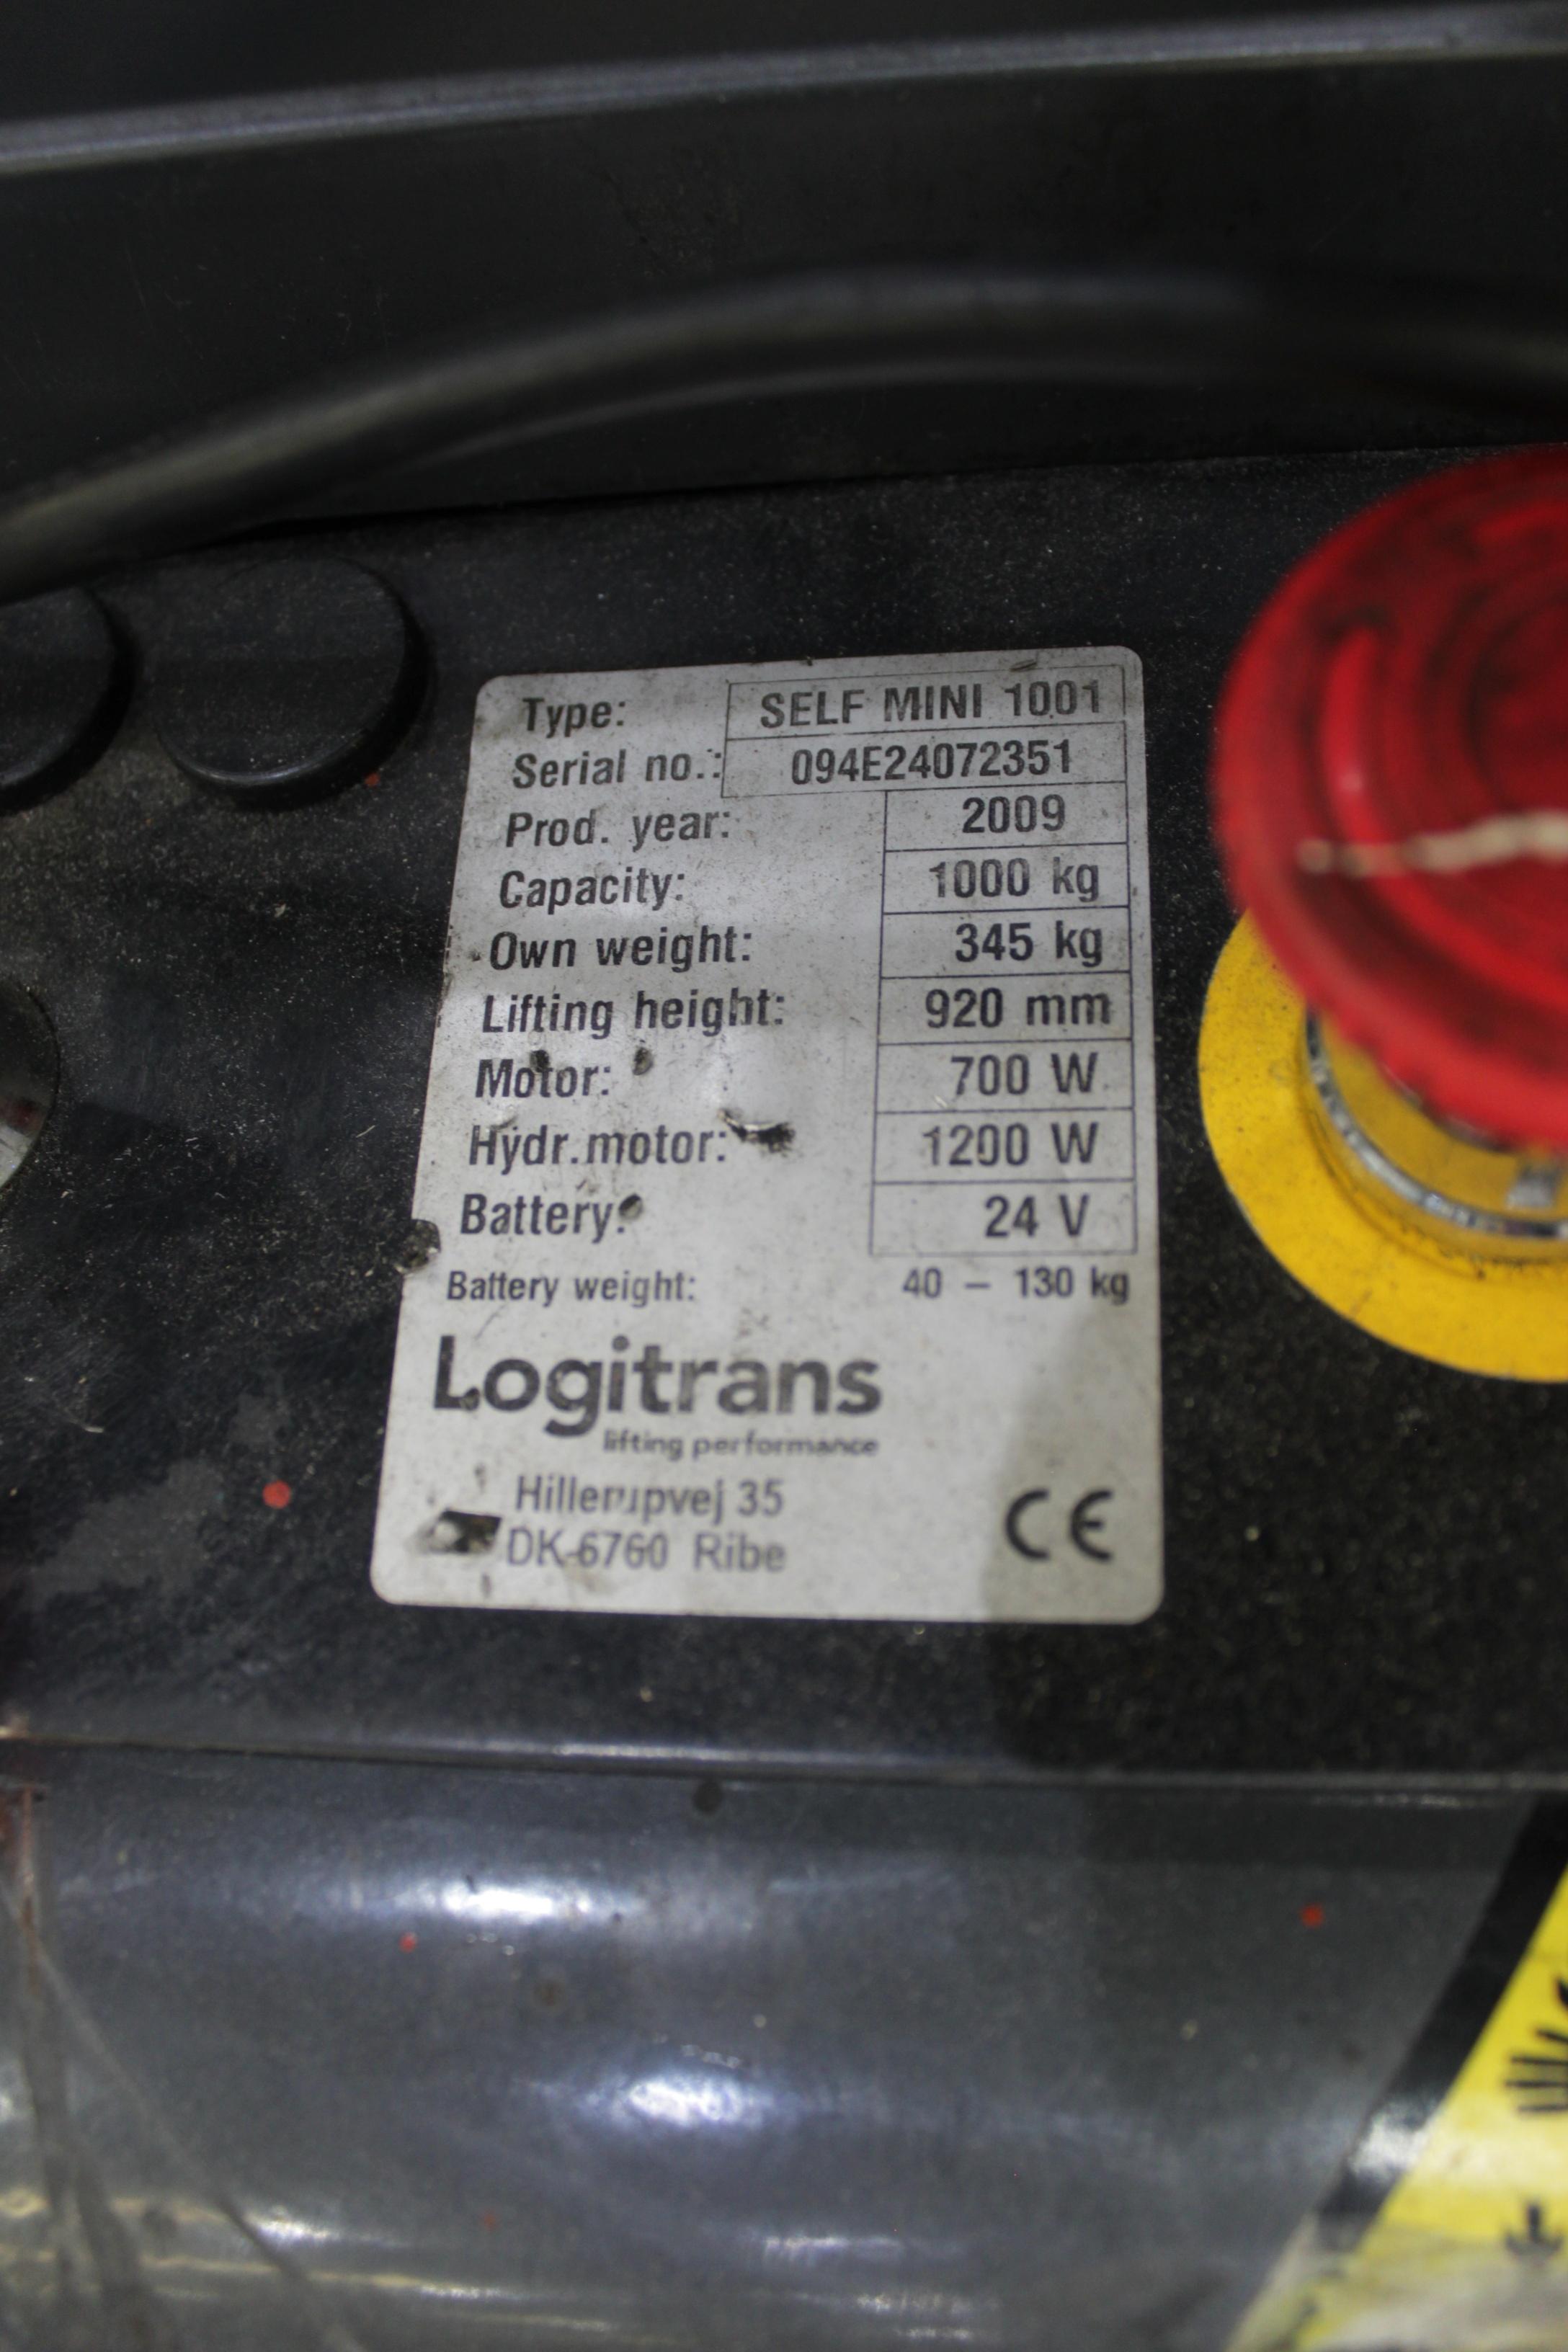 Type: SELF MINI 1001
Serial no.: 094E24072351
Prod. year: 2009
Capacity: 1000 kg
Own weight: 345 kg
Lifting height: 920 mm
Motor: 700 W
Hydr.motor: 1200 W
Battery: 24 V
Battery weight: 40 – 130 kg
Logitrans
lifting performance
Hillerupvej 35
DK-6760 Ribe
CE